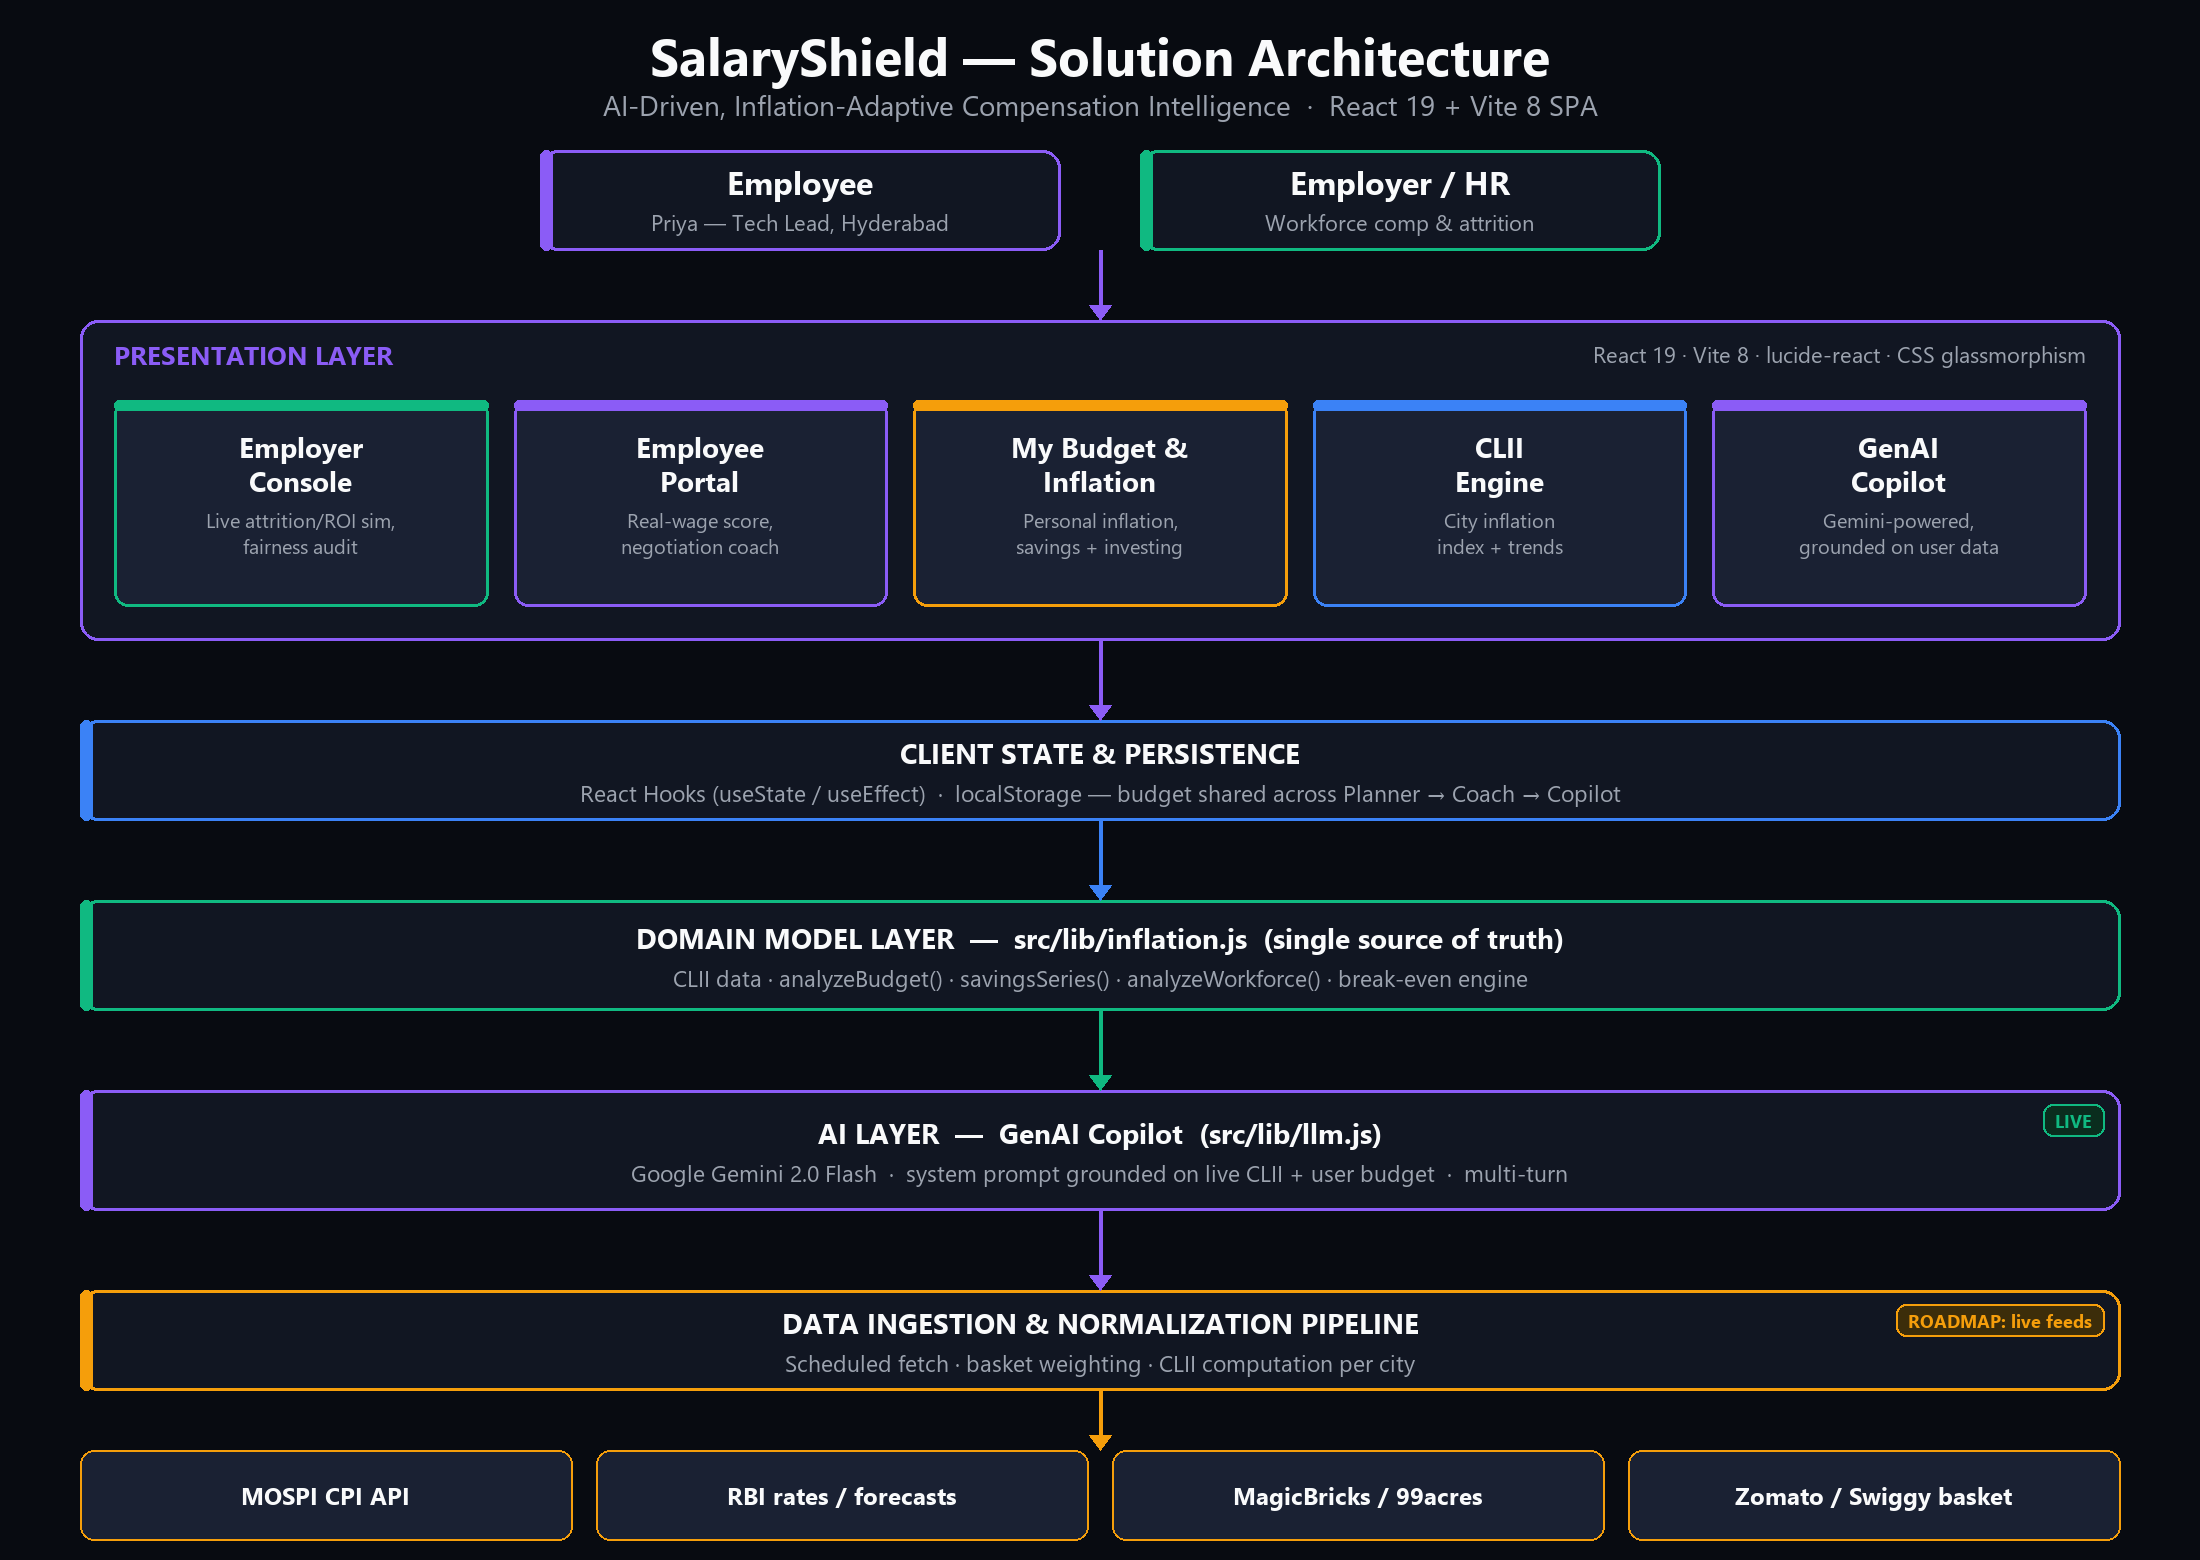 SalaryShield — Solution Architecture
AI-Driven, Inflation-Adaptive Compensation Intelligence · React 19 + Vite 8 SPA
Employee
Priya — Tech Lead, Hyderabad
Employer / HR
Workforce comp & attrition
PRESENTATION LAYER
React 19 · Vite 8 · lucide-react · CSS glassmorphism
Employer
Console
Live attrition/ROI sim,
fairness audit
Employee
Portal
Real-wage score,
negotiation coach
My Budget &
Inflation
Personal inflation,
savings + investing
CLII
Engine
City inflation
index + trends
GenAI
Copilot
Gemini-powered,
grounded on user data
CLIENT STATE & PERSISTENCE
React Hooks (useState / useEffect) · localStorage — budget shared across Planner → Coach → Copilot
DOMAIN MODEL LAYER — src/lib/inflation.js (single source of truth)
CLII data · analyzeBudget() · savingsSeries() · analyzeWorkforce() · break-even engine
AI LAYER — GenAI Copilot (src/lib/llm.js)
LIVE
Google Gemini 2.0 Flash · system prompt grounded on live CLII + user budget · multi-turn
DATA INGESTION & NORMALIZATION PIPELINE
ROADMAP: live feeds
Scheduled fetch · basket weighting · CLII computation per city
MOSPI CPI API
RBI rates / forecasts
MagicBricks / 99acres
Zomato / Swiggy basket